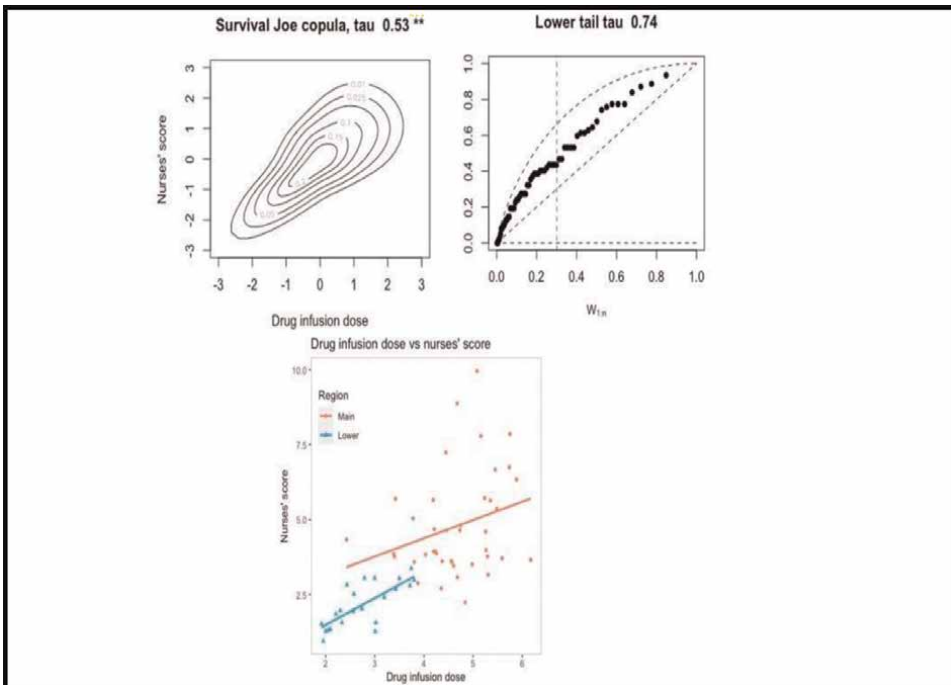 Survival Joe copula, tau 0.53 **
Nurses' score
3
2
1
0
-1
-2
-3
0.01
0.025
0.1
0.15
0.2
0.05
-3 -2 -1 0 1 2 3
Drug infusion dose
Lower tail tau 0.74
1.0
0.8
0.6
0.4
0.2
0.0
0.0 0.2 0.4 0.6 0.8 1.0
W1:n
Drug infusion dose vs nurses' score
Nurses' score
10.0
7.5
5.0
2.5
Region
Main
Lower
2 3 4 5 6
Drug infusion dose